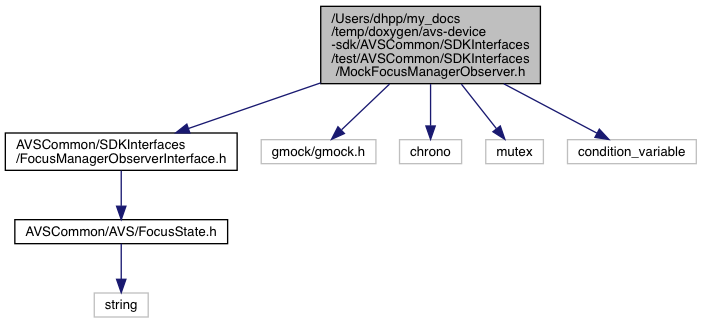 /Users/dhpp/my_docs
/temp/doxygen/avs-device
-sdk/AVSCommon/SDKInterfaces
/test/AVSCommon/SDKInterfaces
/MockFocusManagerObserver.h
AVSCommon/SDKInterfaces
/FocusManagerObserverInterface.h
gmock/gmock.h
chrono
mutex
condition_variable
AVSCommon/AVS/FocusState.h
string